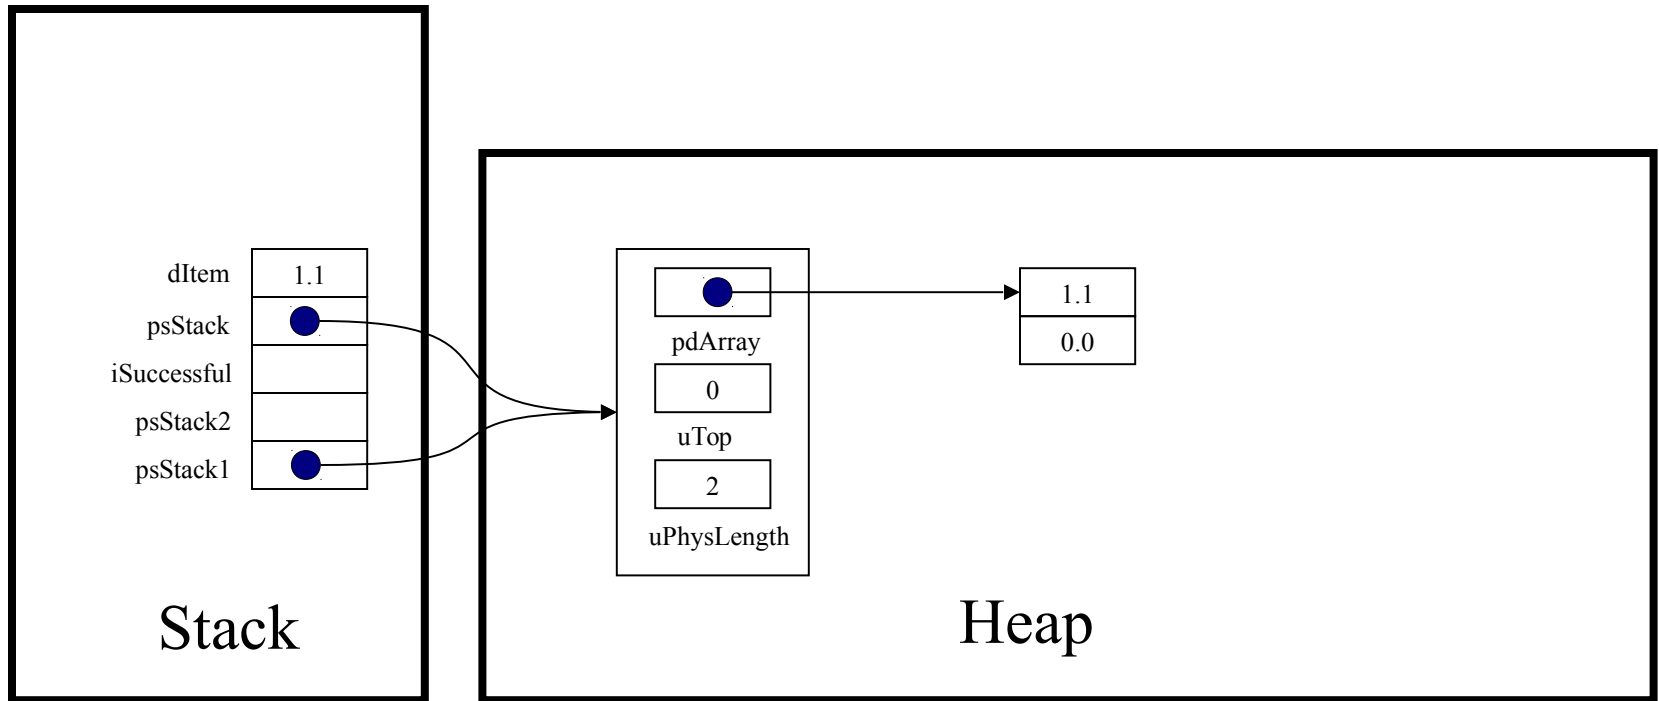 dItem 1.1
psStack
iSuccessful
psStack2
psStack1
Stack
pdArray
0
uTop
2
uPhysLength
1.1
0.0
Heap